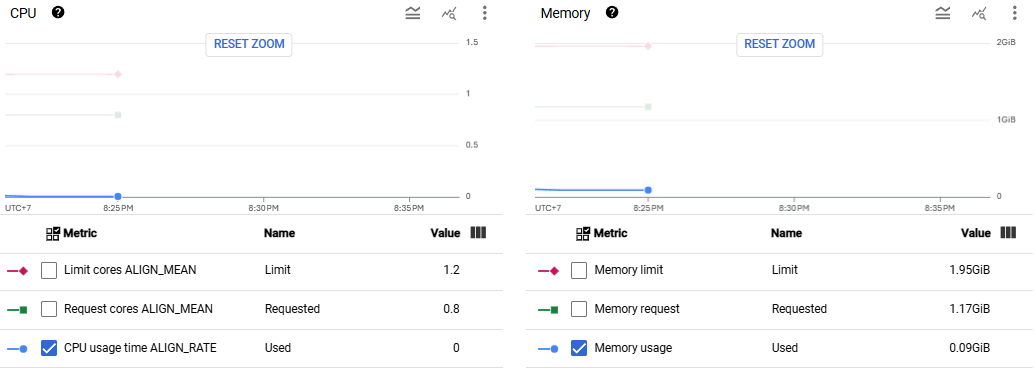 CPU
RESET ZOOM
1.5
1
0.5
0
UTC+7 8:25 PM 8:30 PM 8:35 PM
Metric Name Value
Limit cores ALIGN_MEAN Limit 1.2
Request cores ALIGN_MEAN Requested 0.8
CPU usage time ALIGN_RATE Used 0
Memory
RESET ZOOM
2GiB
1GiB
0
UTC+7 8:25 PM 8:30 PM 8:35 PM
Metric Name Value
Memory limit Limit 1.95GiB
Memory request Requested 1.17GiB
Memory usage Used 0.09GiB